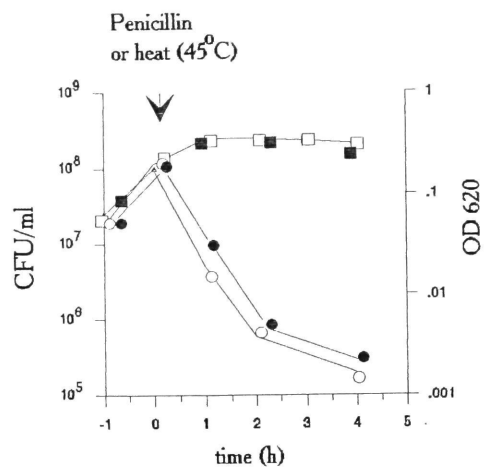 Penicillin
or heat (45°C)
10⁹
10⁸
10⁷
10⁶
10⁵
CFU/ml
1
.1
.01
.001
OD 620
-1 0 1 2 3 4 5
time (h)